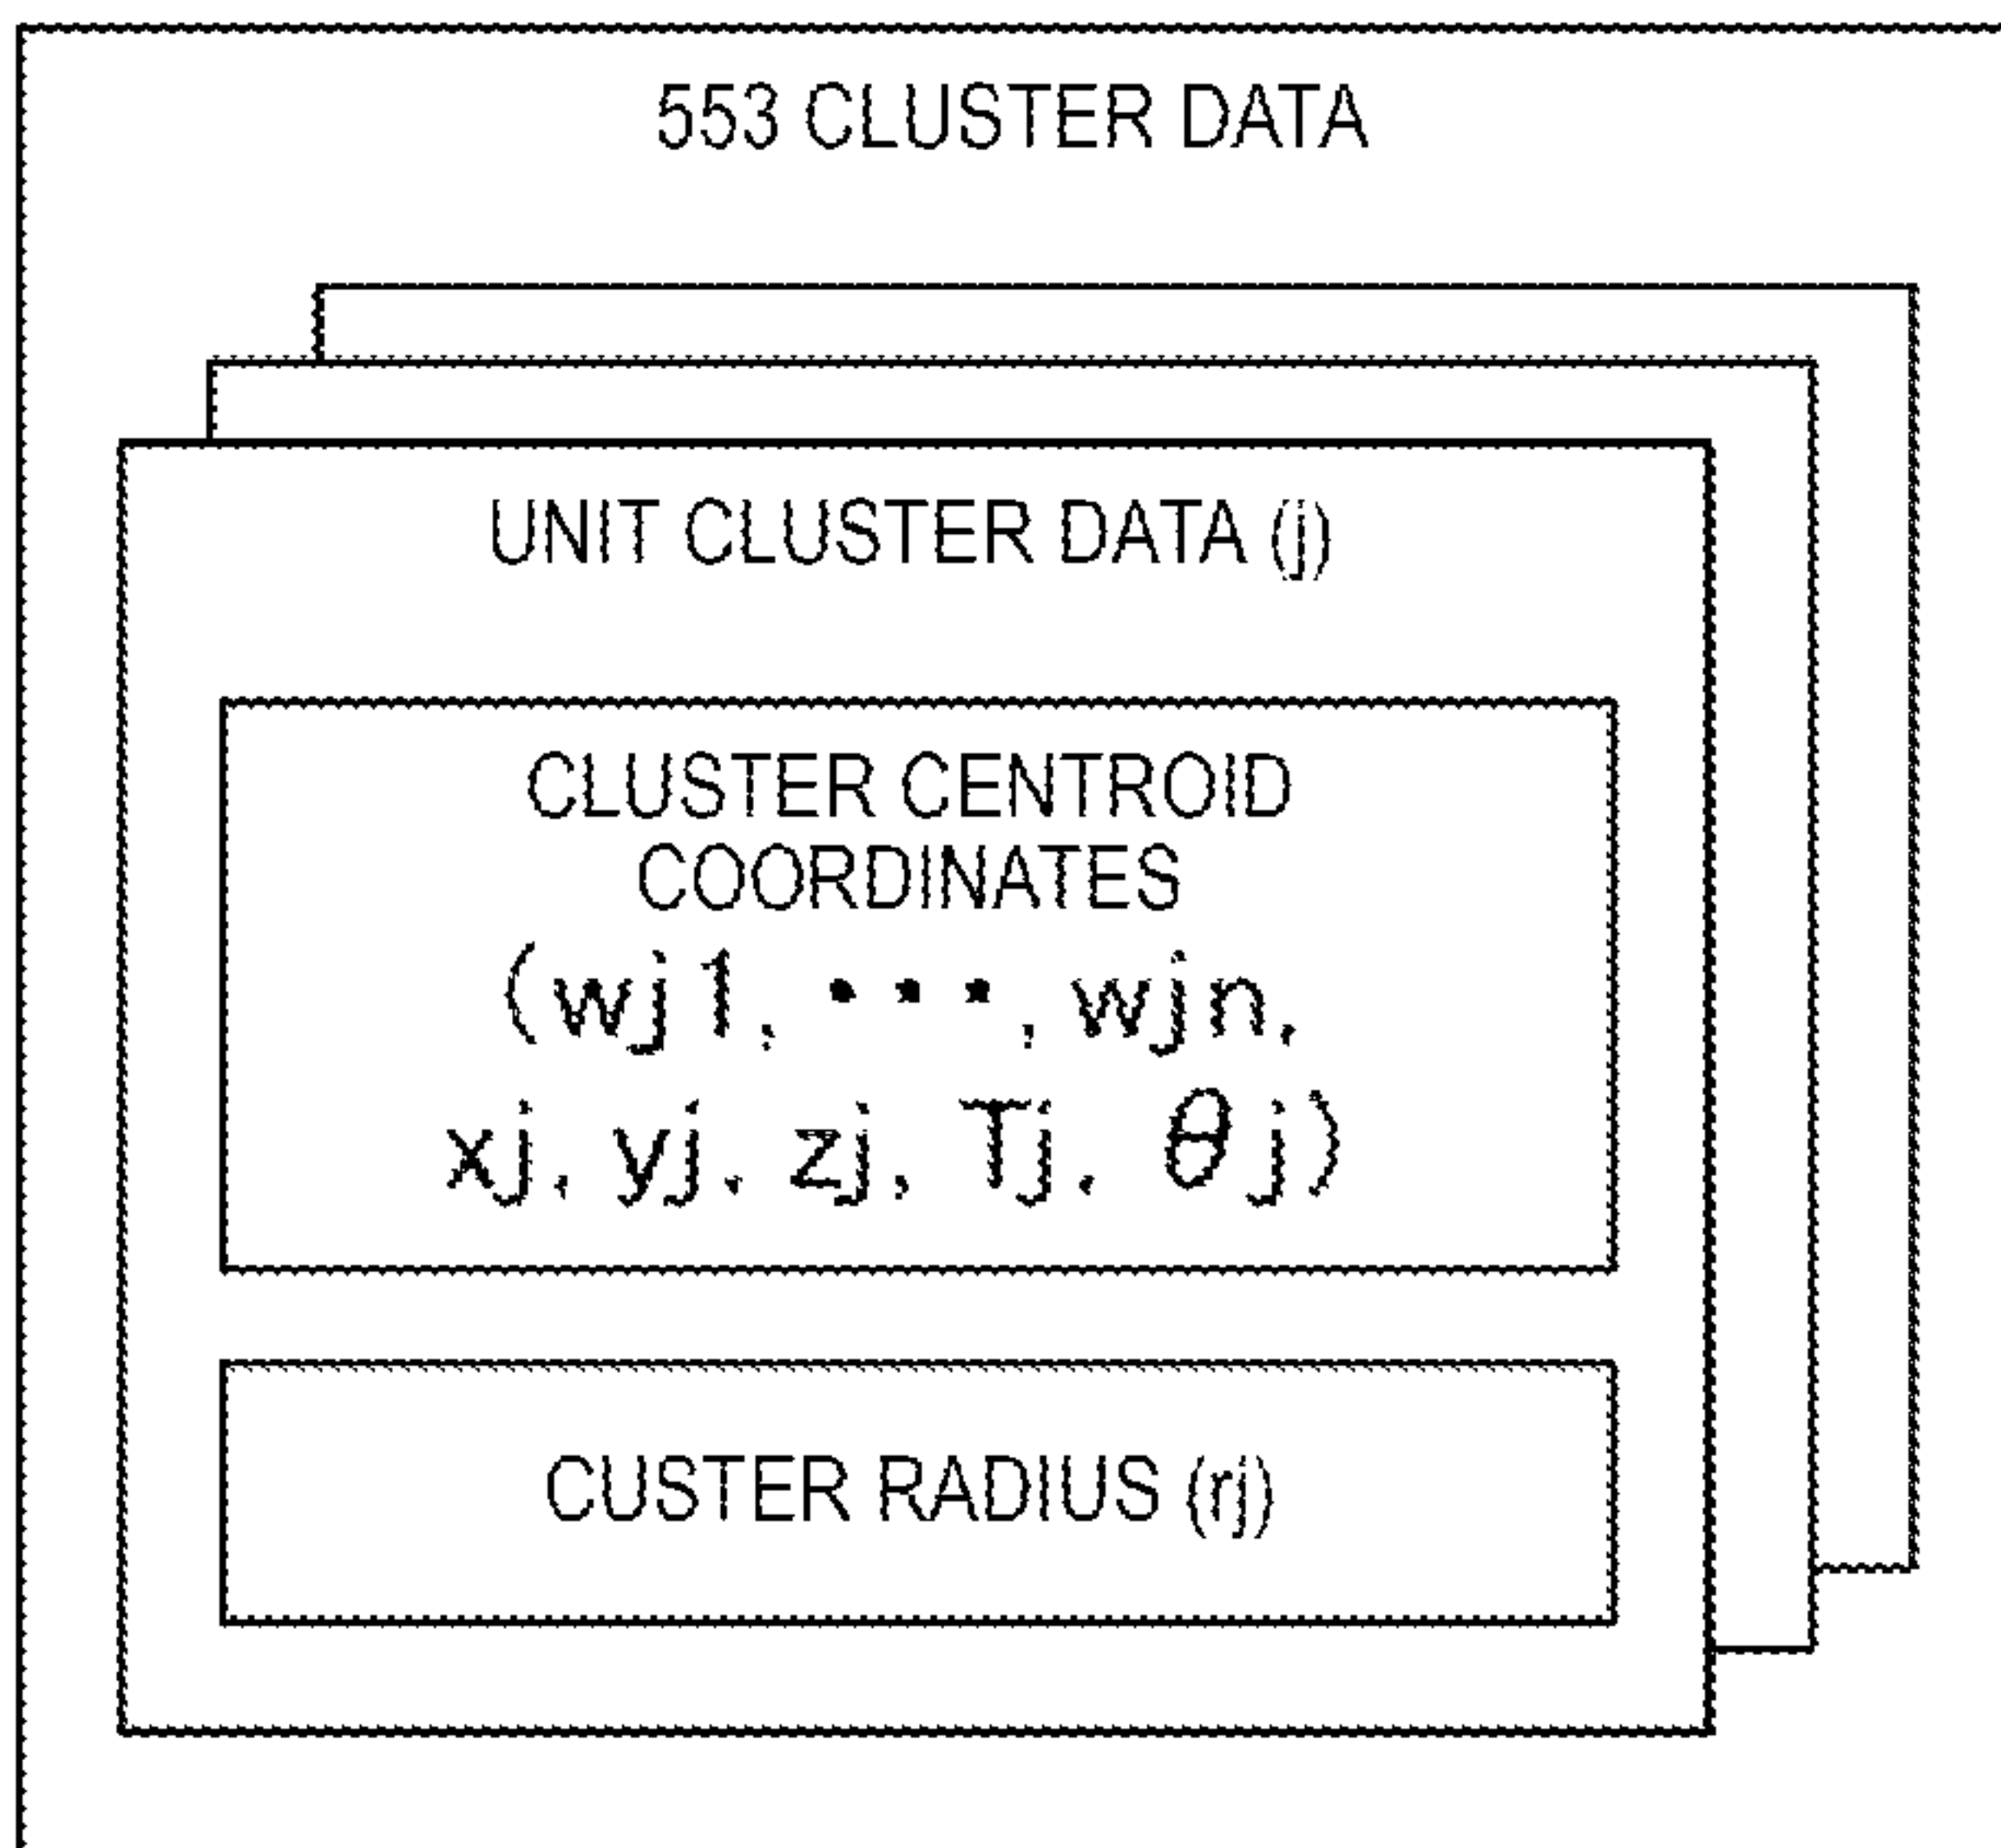 553 CLUSTER DATA
UNIT CLUSTER DATA (j)
CLUSTER CENTROID
COORDINATES
(wj1, ・・・, wjn,
xj, yj, zj, Tj, θj)
CUSTER RADIUS (rj)